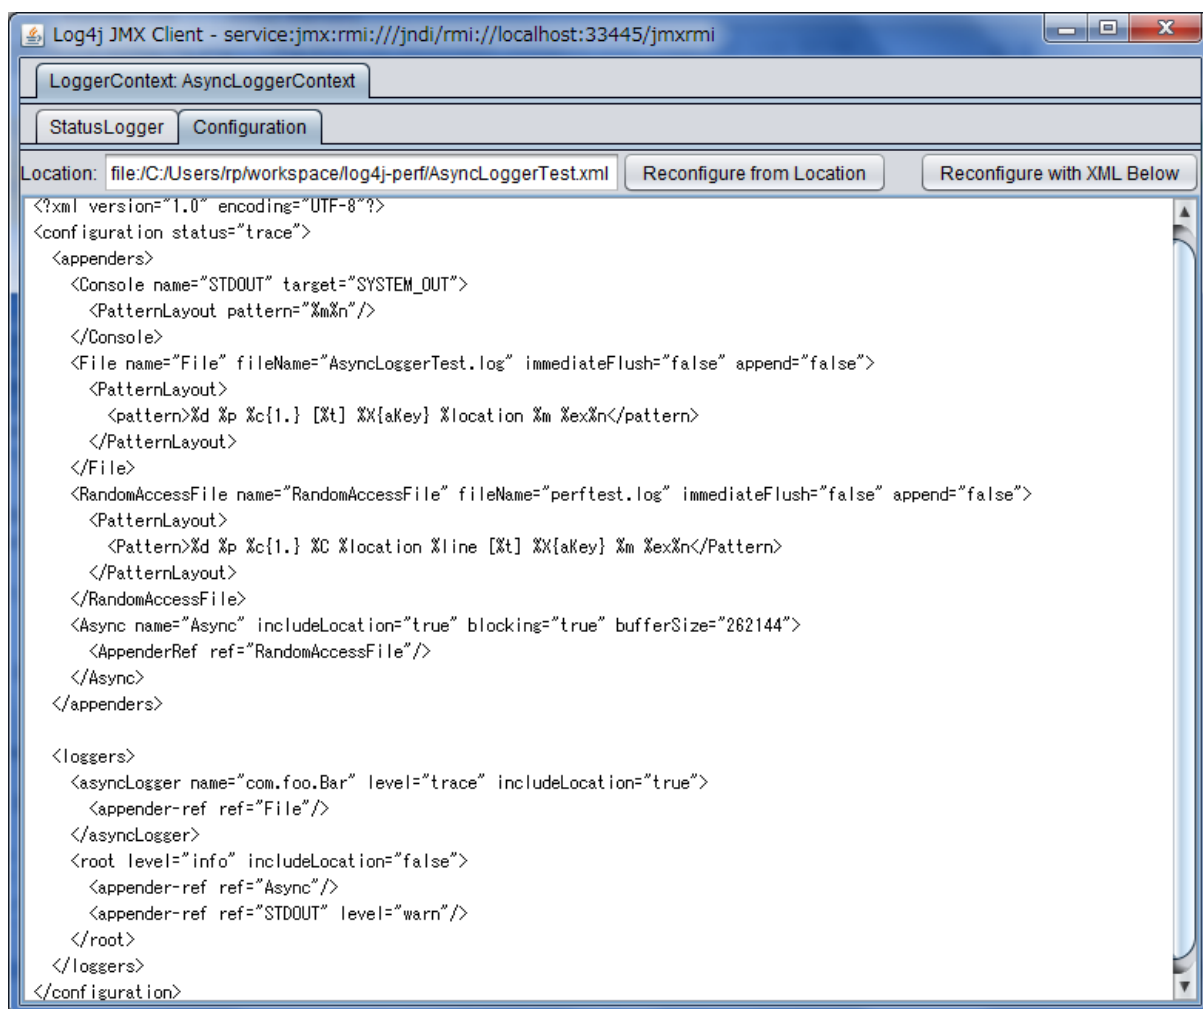 Log4j JMX Client - service:jmx:rmi:///jndi/rmi://localhost:33445/jmxrmi
LoggerContext: AsyncLoggerContext
StatusLogger Configuration
Location: file:/C:/Users/rp/workspace/log4j-perf/AsyncLoggerTest.xml Reconfigure from Location Reconfigure with XML Below
<?xml version="1.0" encoding="UTF-8"?>
<configuration status="trace">
  <appenders>
    <Console name="STDOUT" target="SYSTEM_OUT">
      <PatternLayout pattern="%m%n"/>
    </Console>
    <File name="File" fileName="AsyncLoggerTest.log" immediateFlush="false" append="false">
      <PatternLayout>
        <pattern>%d %p %c{1.} [%t] %X{aKey} %location %m %ex%n</pattern>
      </PatternLayout>
    </File>
    <RandomAccessFile name="RandomAccessFile" fileName="perftest.log" immediateFlush="false" append="false">
      <PatternLayout>
        <Pattern>%d %p %c{1.} %C %location %line [%t] %X{aKey} %m %ex%n</Pattern>
      </PatternLayout>
    </RandomAccessFile>
    <Async name="Async" includeLocation="true" blocking="true" bufferSize="262144">
      <AppenderRef ref="RandomAccessFile"/>
    </Async>
  </appenders>

  <loggers>
    <asyncLogger name="com.foo.Bar" level="trace" includeLocation="true">
      <appender-ref ref="File"/>
    </asyncLogger>
    <root level="info" includeLocation="false">
      <appender-ref ref="Async"/>
      <appender-ref ref="STDOUT" level="warn"/>
    </root>
  </loggers>
</configuration>